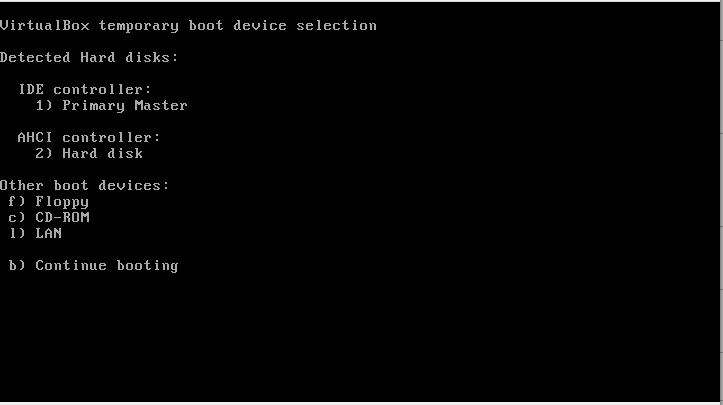 VirtualBox temporary boot device selection
Detected Hard disks:
IDE controller:
1) Primary Master
AHCI controller:
2) Hard disk
Other boot devices:
f) Floppy
c) CD-ROM
l) LAN
b) Continue booting